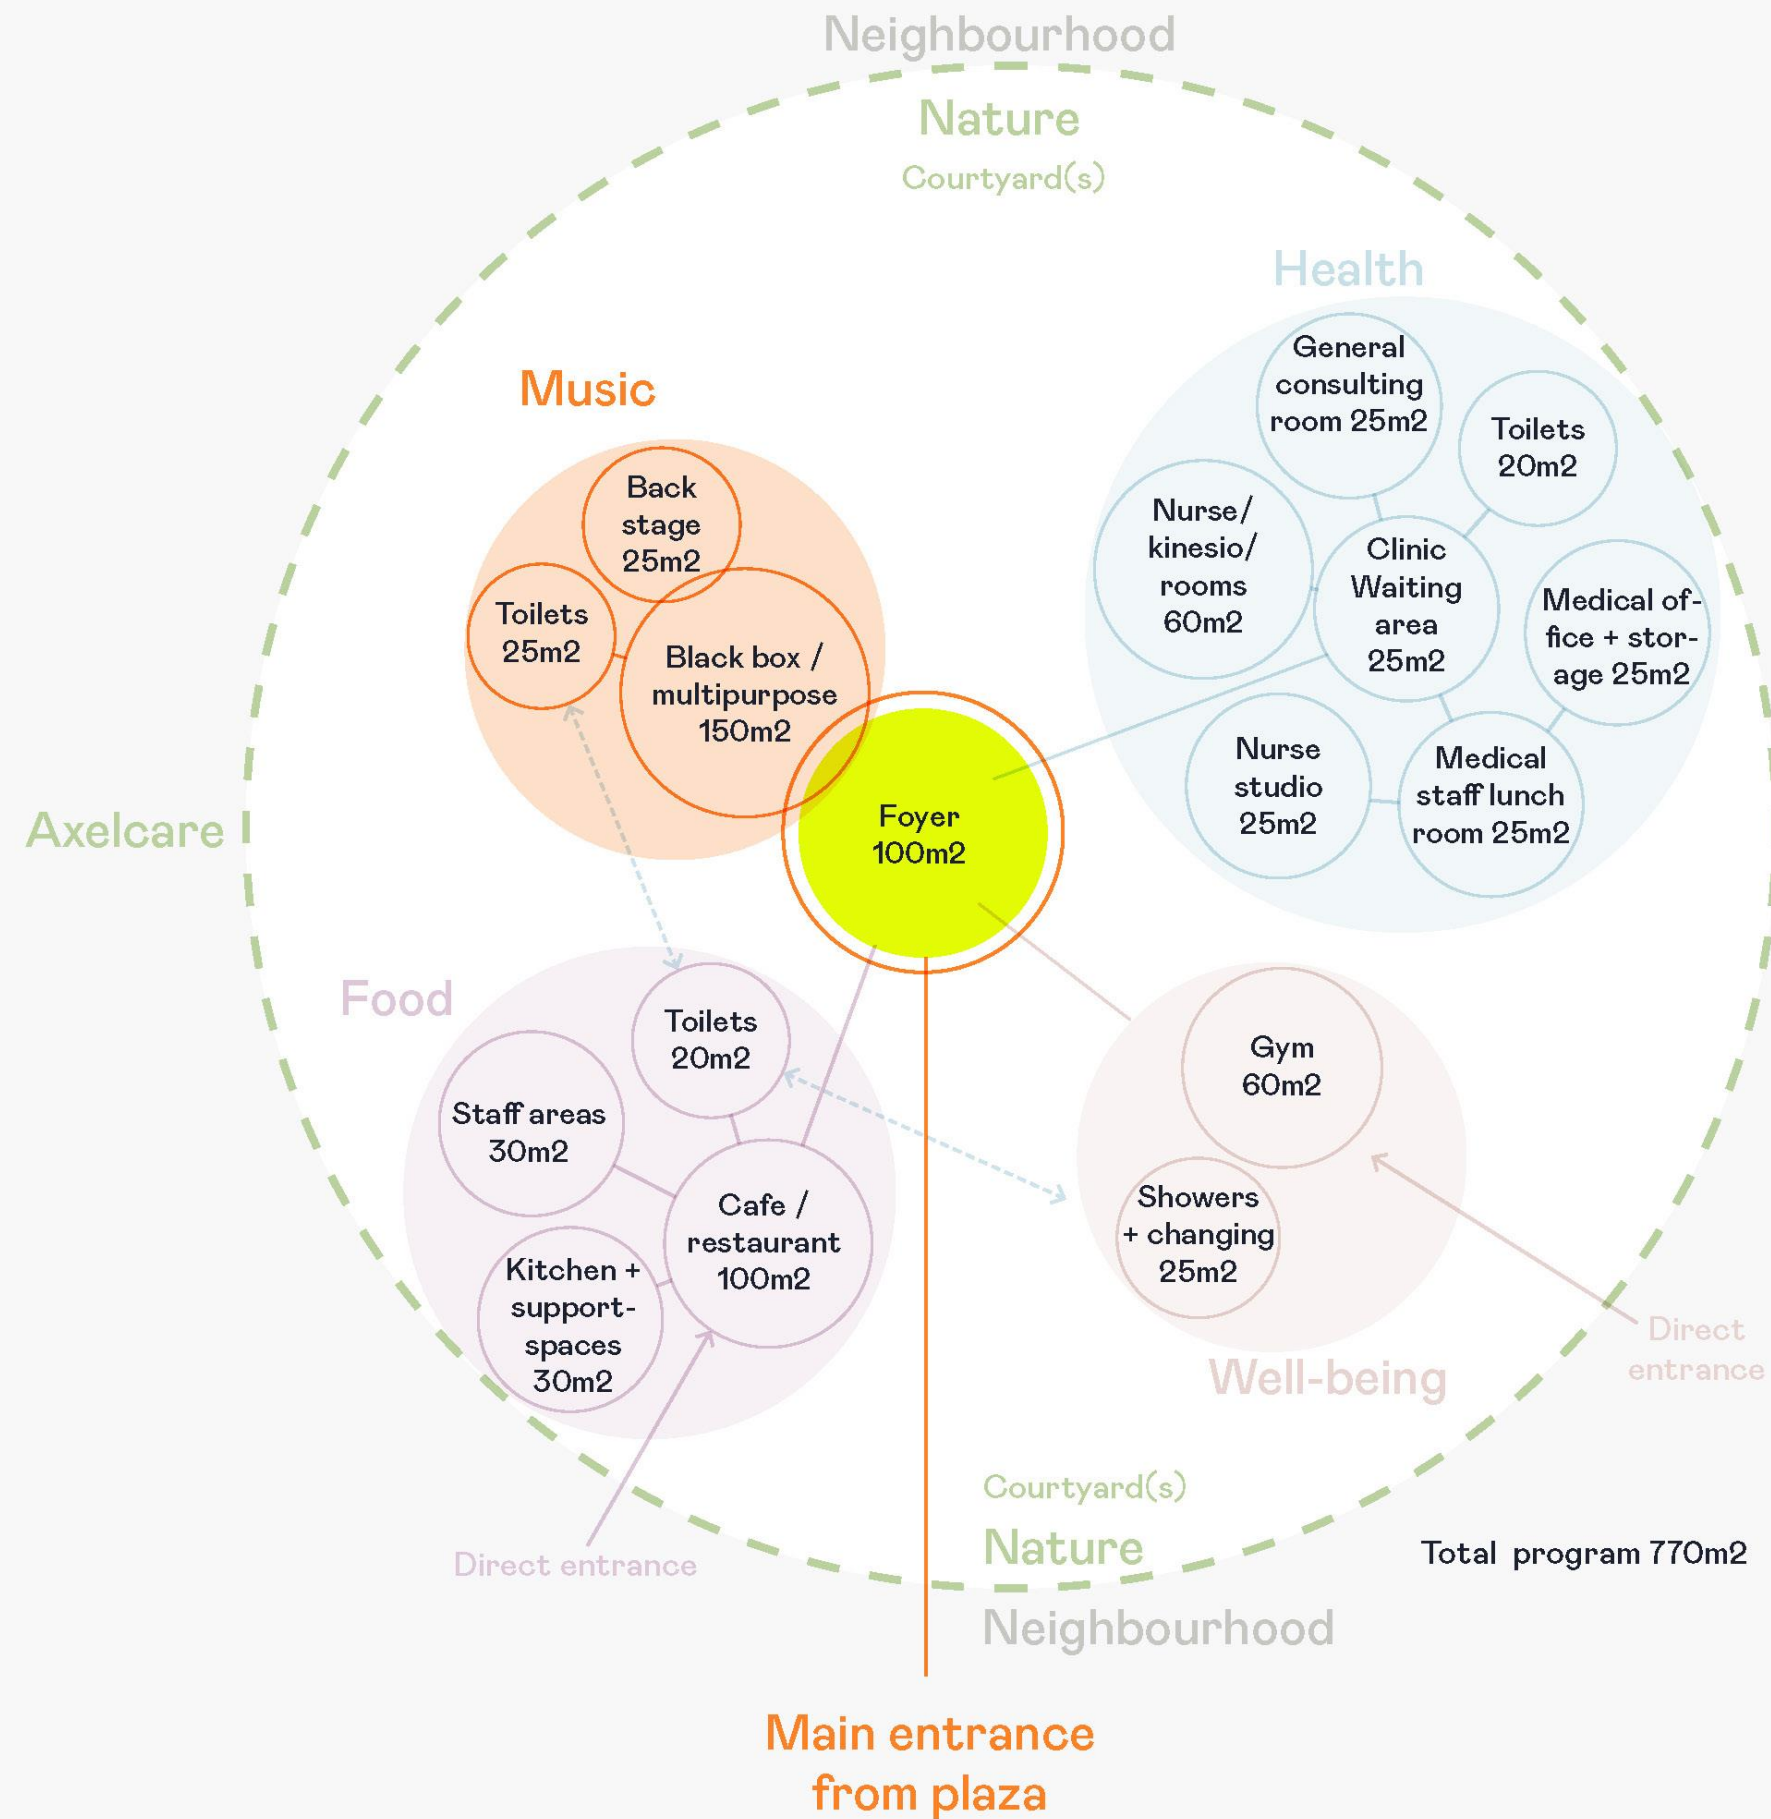 Neighbourhood
Nature
Courtyard(s)
Health
General
consulting
room 25m2
Toilets
20m2
Nurse/
kinesio/
rooms
60m2
Clinic
Waiting
area
25m2
Medical of-
fice + stor-
age 25m2
Nurse
studio
25m2
Medical
staff lunch
room 25m2
Music
Back
stage
25m2
Toilets
25m2
Black box /
multipurpose
150m2
Foyer
100m2
Axelcare
Food
Toilets
20m2
Staff areas
30m2
Cafe /
restaurant
100m2
Kitchen +
support-
spaces
30m2
Direct entrance
Gym
60m2
Showers
+ changing
25m2
Well-being
Direct
entrance
Courtyard(s)
Nature
Total program 770m2
Neighbourhood
Main entrance
from plaza